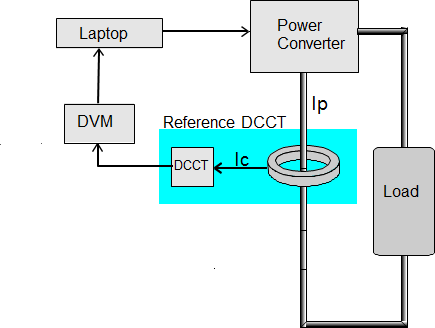 Laptop
Power
Converter
DVM
Reference DCCT
Ip
DCCT
Ic
Load